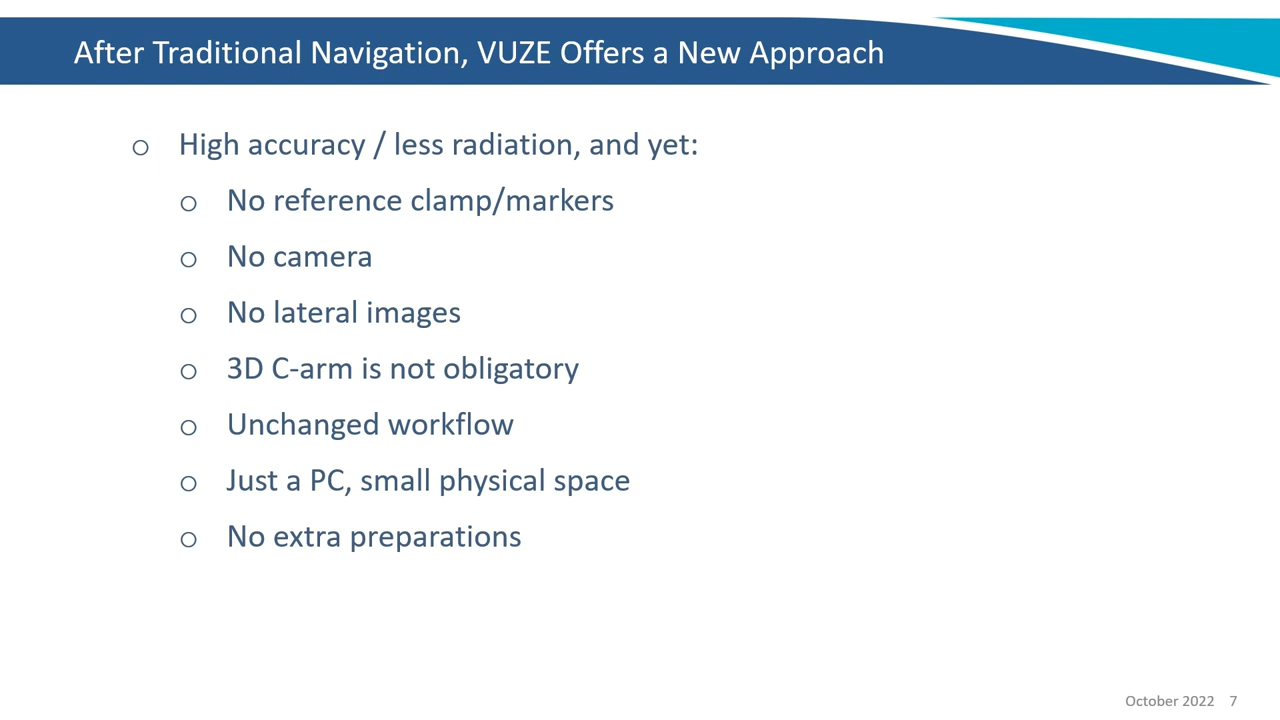 After Traditional Navigation, VUZE Offers a New Approach
o High accuracy / less radiation, and yet:
o No reference clamp/markers
o No camera
o No lateral images
o 3D C-arm is not obligatory
o Unchanged workflow
o Just a PC, small physical space
o No extra preparations
October 2022 7